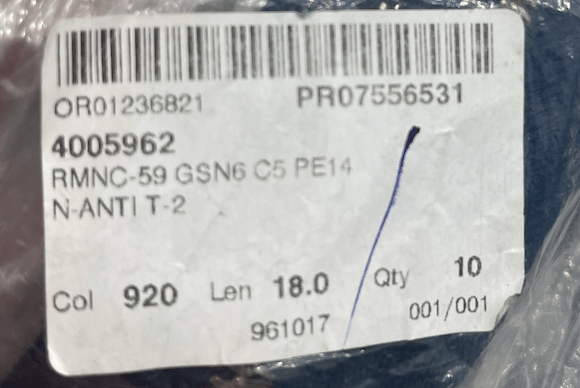 OR01236821 PR07556531
4005962
RMNC-59 GSN6 C5 PE14
N-ANTI T-2
Col 920 Len 18.0 Qty 10
961017 001/001